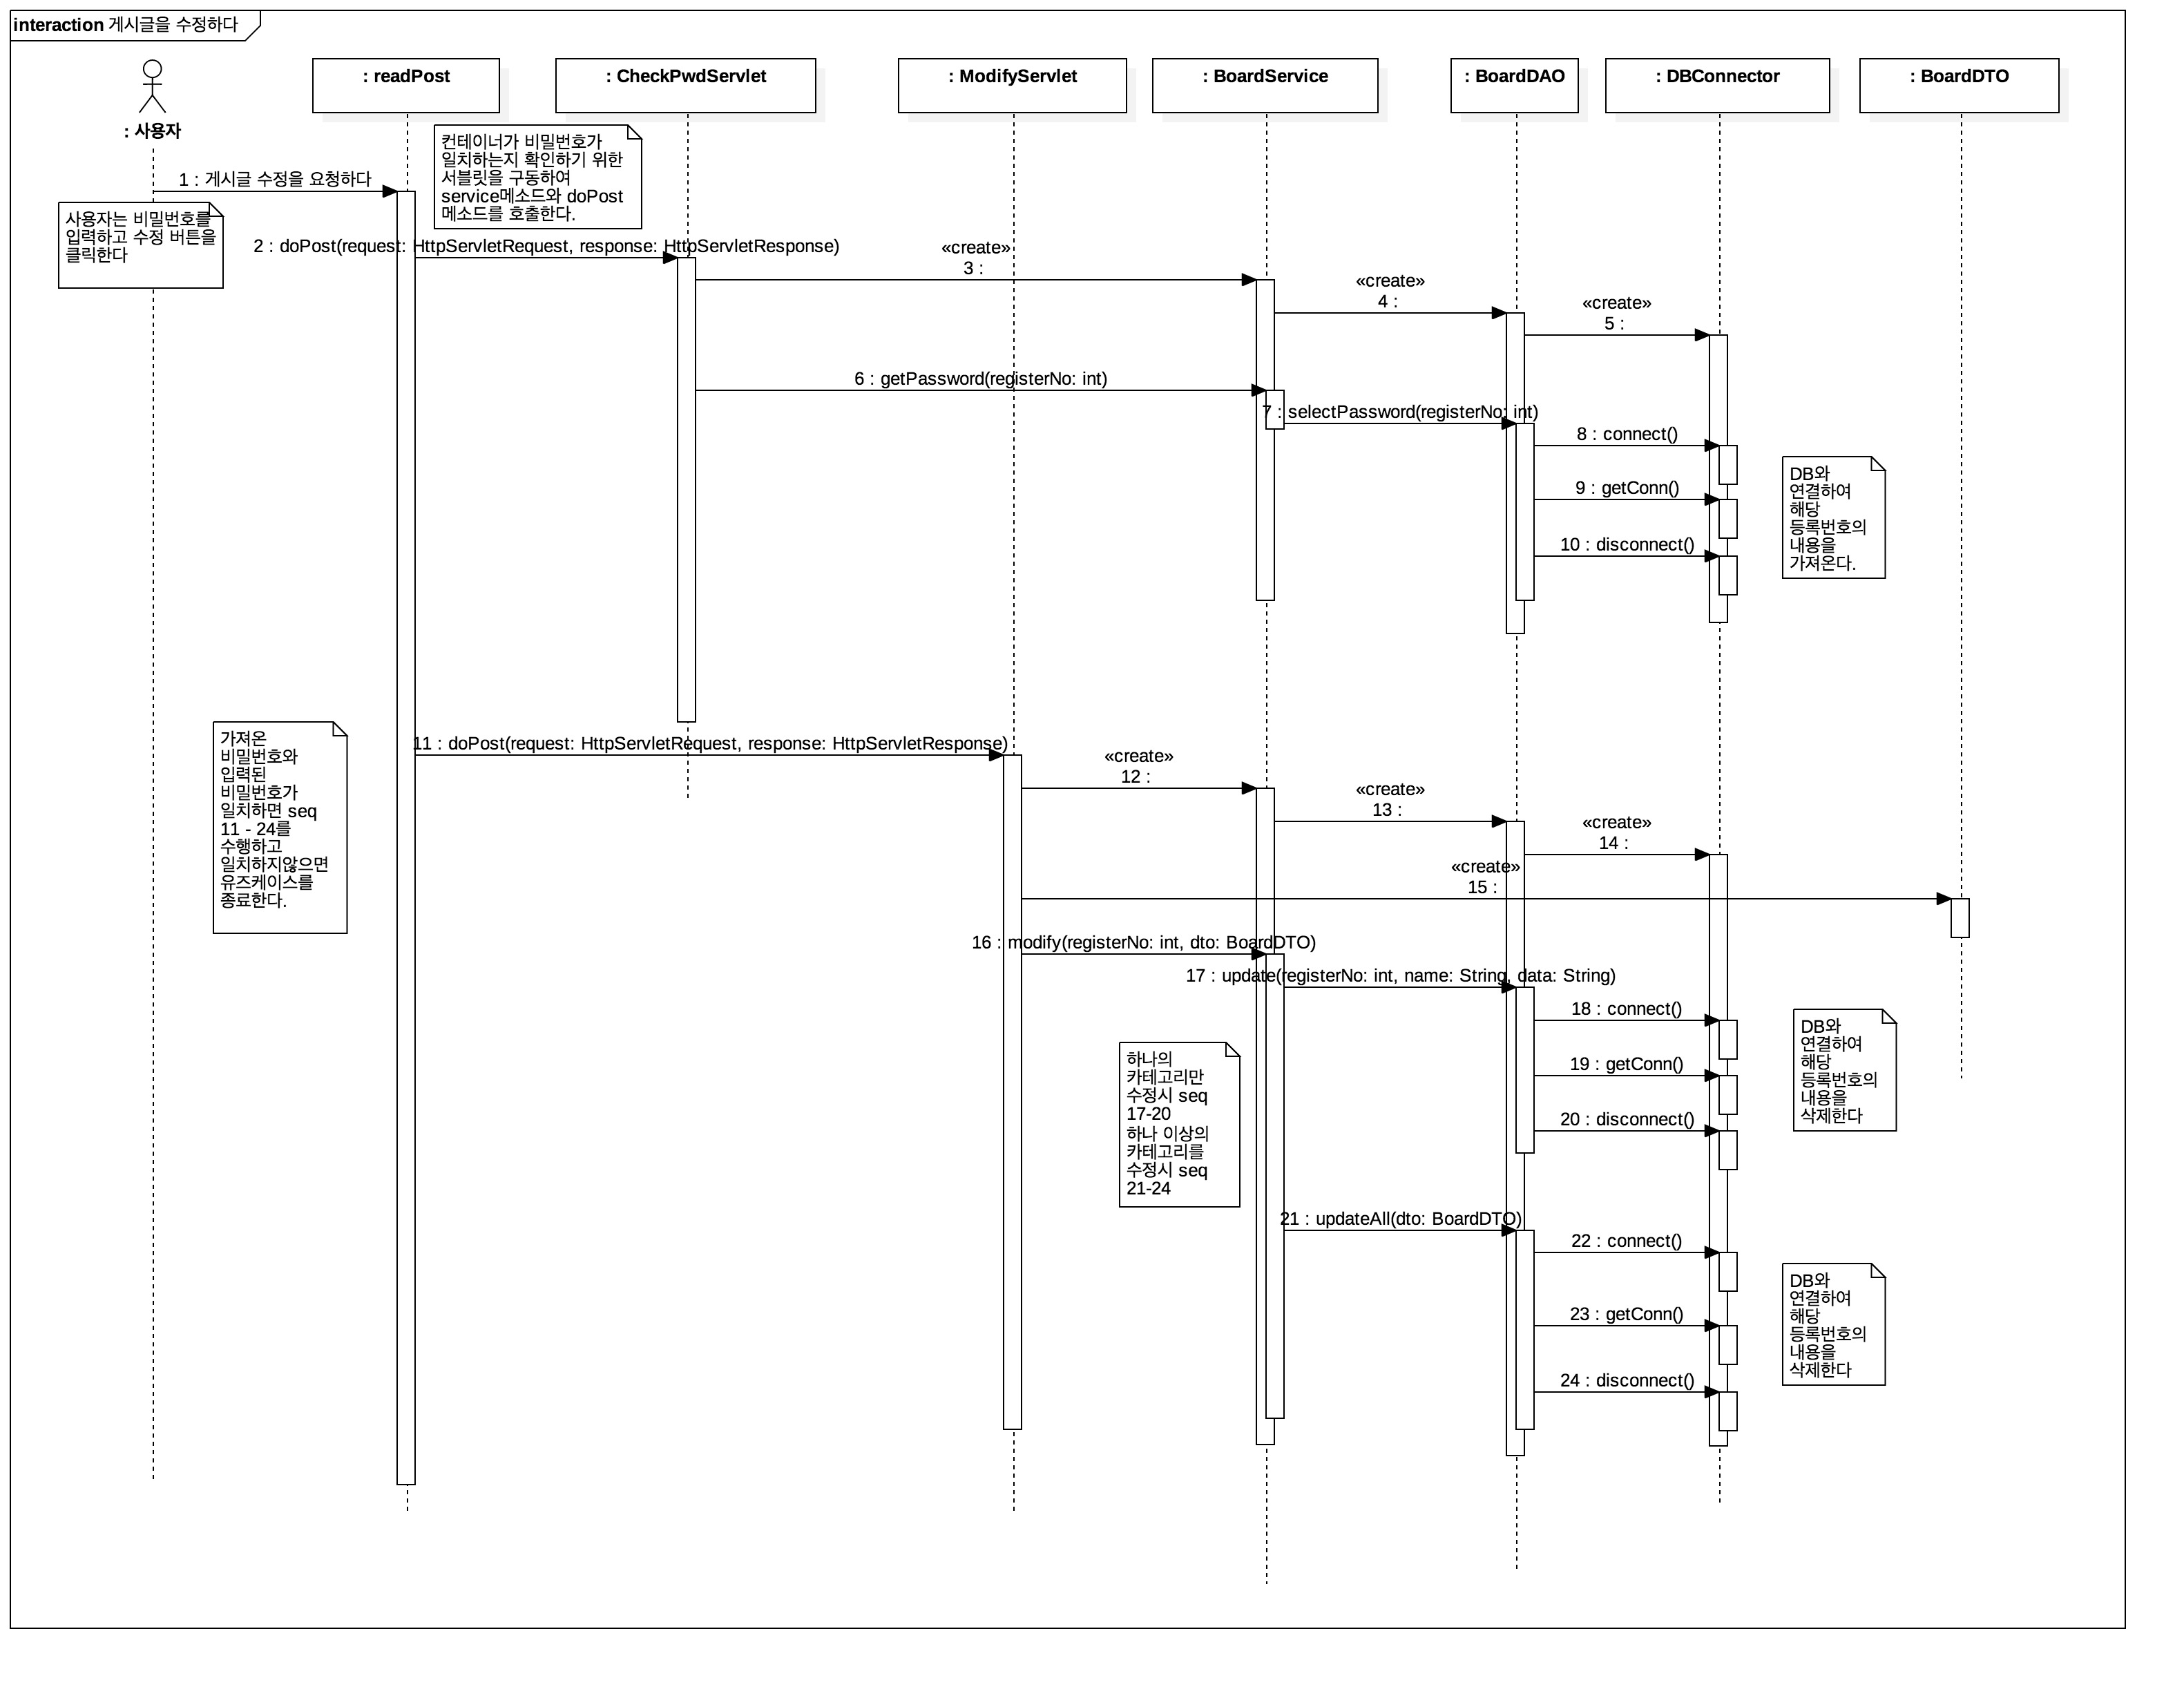 interaction 게시글을 수정하다
: 사용자
: readPost
: CheckPwdServlet
: ModifyServlet
: BoardService
: BoardDAO
: DBConnector
: BoardDTO
컨테이너가 비밀번호가
일치하는지 확인하기 위한
서블릿을 구동하여
service메소드와 doPost
메소드를 호출한다.
1 : 게시글 수정을 요청하다
사용자는 비밀번호를
입력하고 수정 버튼을
클릭한다
2 : doPost(request: HttpServletRequest, response: HttpServletResponse)
«create»
3 :
«create»
4 :
«create»
5 :
6 : getPassword(registerNo: int)
7 : selectPassword(registerNo: int)
8 : connect()
9 : getConn()
10 : disconnect()
DB와
연결하여
해당
등록번호의
내용을
가져온다.
가져온
비밀번호와
입력된
비밀번호가
일치하면 seq
11 - 24를
수행하고
일치하지않으면
유즈케이스를
종료한다.
11 : doPost(request: HttpServletRequest, response: HttpServletResponse)
«create»
12 :
«create»
13 :
«create»
14 :
«create»
15 :
16 : modify(registerNo: int, dto: BoardDTO)
17 : update(registerNo: int, name: String, data: String)
18 : connect()
19 : getConn()
20 : disconnect()
DB와
연결하여
해당
등록번호의
내용을
삭제한다
하나의
카테고리만
수정시 seq
17-20
하나 이상의
카테고리를
수정시 seq
21-24
21 : updateAll(dto: BoardDTO)
22 : connect()
23 : getConn()
24 : disconnect()
DB와
연결하여
해당
등록번호의
내용을
삭제한다